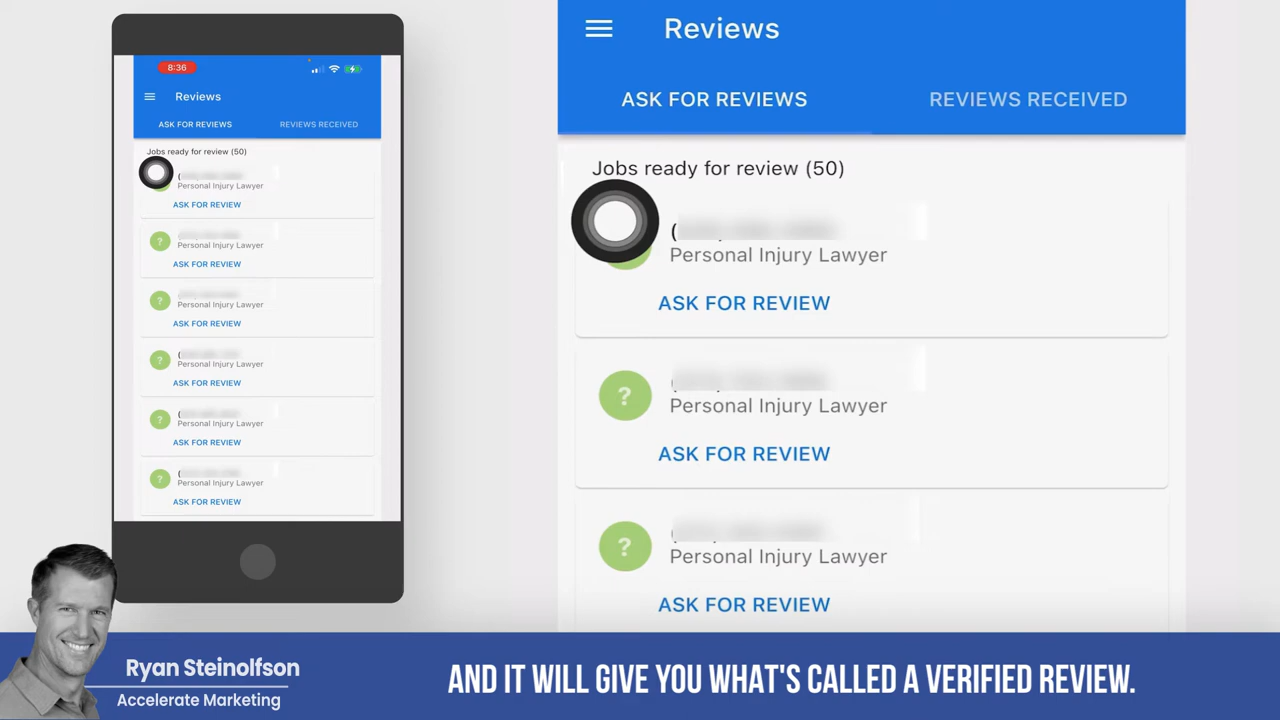 8:36
Reviews
ASK FOR REVIEWS
REVIEWS RECEIVED
Jobs ready for review (50)
(
Personal Injury Lawyer
ASK FOR REVIEW
?
(
Personal Injury Lawyer
ASK FOR REVIEW
?
(
Personal Injury Lawyer
ASK FOR REVIEW
?
(
Personal Injury Lawyer
ASK FOR REVIEW
?
(
Personal Injury Lawyer
ASK FOR REVIEW
?
(
Personal Injury Lawyer
ASK FOR REVIEW
Reviews
ASK FOR REVIEWS
REVIEWS RECEIVED
Jobs ready for review (50)
(
Personal Injury Lawyer
ASK FOR REVIEW
?
(
Personal Injury Lawyer
ASK FOR REVIEW
?
(
Personal Injury Lawyer
ASK FOR REVIEW
Ryan Steinolfson
Accelerate Marketing
AND IT WILL GIVE YOU WHAT'S CALLED A VERIFIED REVIEW.